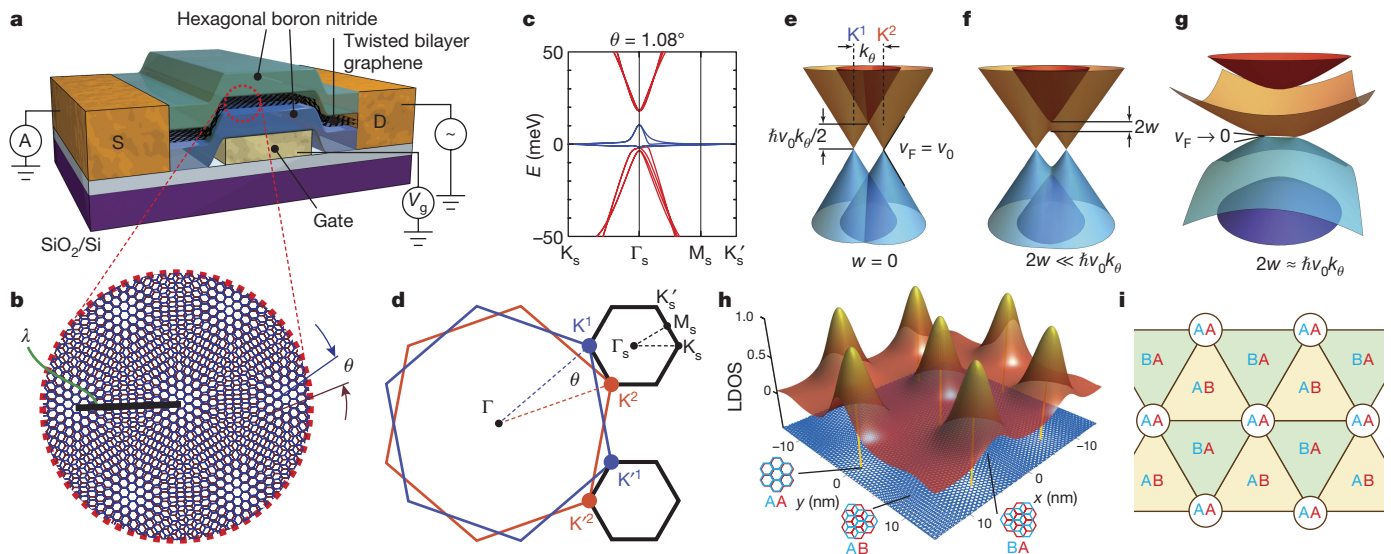 a
Hexagonal boron nitride
Twisted bilayer
graphene
A
S
D
~
Gate
V_g
SiO₂/Si
b
λ
θ
c
θ = 1.08°
50
E (meV)
0
−50
K_s
Γ_s
M_s
K′_s
d
K¹
θ
K²
Γ
K′¹
K′²
K′_s
M_s
Γ_s
K_s
e
K¹
K²
k_θ
ħv₀k_θ/2
v_F = v₀
w = 0
f
2w
2w ≪ ħv₀k_θ
g
v_F → 0
2w ≈ ħv₀k_θ
h
1.0
0.5
0
LDOS
−10
0
10
y (nm)
−10
0
10
x (nm)
AA
AB
BA
i
AA AA
BA BA BA
AB AB
AA AA AA
BA BA
AB AB AB
AA AA